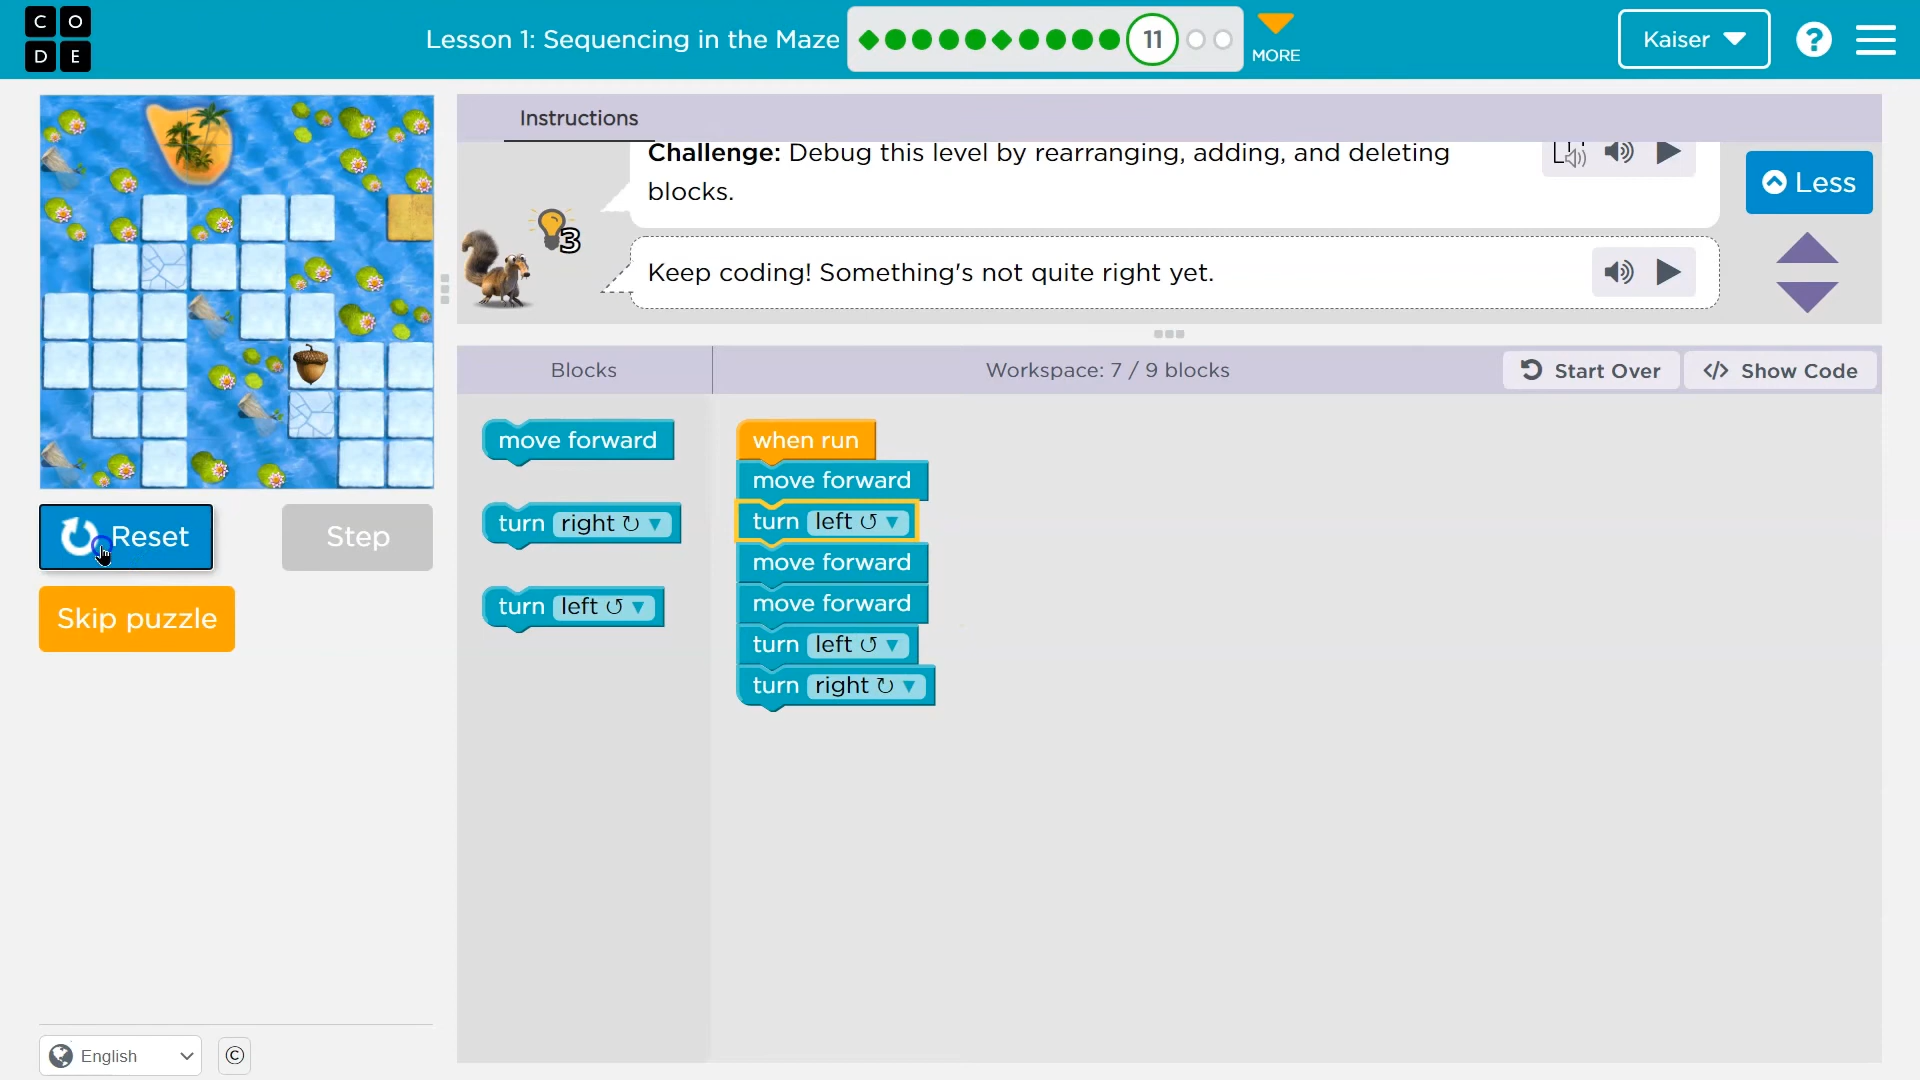 C O
D E
Lesson 1: Sequencing in the Maze
11
MORE
Kaiser
?
Instructions
Challenge: Debug this level by rearranging, adding, and deleting
blocks.
Less
3
Keep coding! Something's not quite right yet.
Blocks
Workspace: 7 / 9 blocks
Start Over
</> Show Code
move forward
turn right ↻ ▼
turn left ↺ ▼
when run
move forward
turn left ↺ ▼
move forward
move forward
turn left ↺ ▼
turn right ↻ ▼
Reset
Step
Skip puzzle
English
©